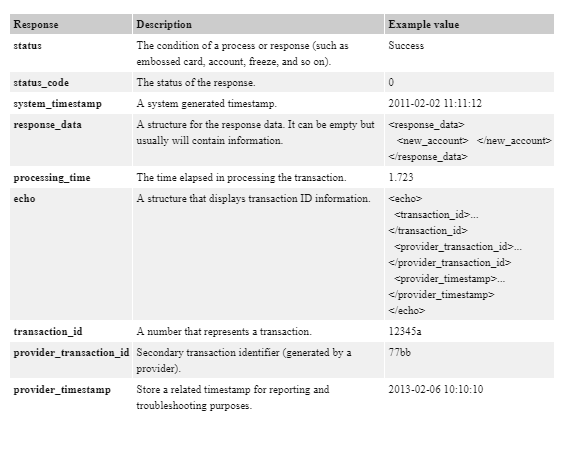 Response Description Example value
status The condition of a process or response (such as Success
embossed card, account, freeze, and so on).
status_code The status of the response. 0
system_timestamp A system generated timestamp. 2011-02-02 11:11:12
response_data A structure for the response data. It can be empty but <response_data>
usually will contain information. <new_account> </new_account>
</response_data>
processing_time The time elapsed in processing the transaction. 1.723
echo A structure that displays transaction ID information. <echo>
<transaction_id>...
</transaction_id>
<provider_transaction_id>...
</provider_transaction_id>
<provider_timestamp>...
</provider_timestamp>
</echo>
transaction_id A number that represents a transaction. 12345a
provider_transaction_id Secondary transaction identifier (generated by a 77bb
provider).
provider_timestamp Store a related timestamp for reporting and 2013-02-06 10:10:10
troubleshooting purposes.